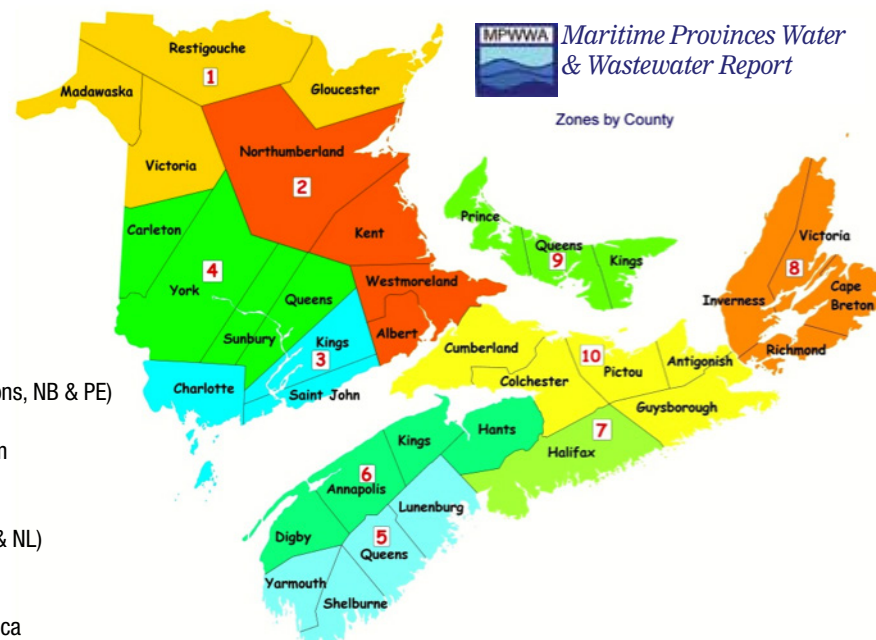 MPWWA
Maritime Provinces Water
& Wastewater Report
Zones by County
Restigouche
1
Madawaska
Gloucester
Victoria
Northumberland
2
Carleton
Kent
4
York
Queens
Westmoreland
Sunbury
Albert
Kings
3
Charlotte
Saint John
Prince
Queens
9
Kings
Victoria
8
Inverness
Cape
Breton
Richmond
Cumberland
10
Pictou
Antigonish
Colchester
Guysborough
7
Halifax
Kings
Hants
6
Annapolis
Lunenburg
Digby
5
Queens
Yarmouth
Shelburne
ons, NB & PE)
& NL)
ca